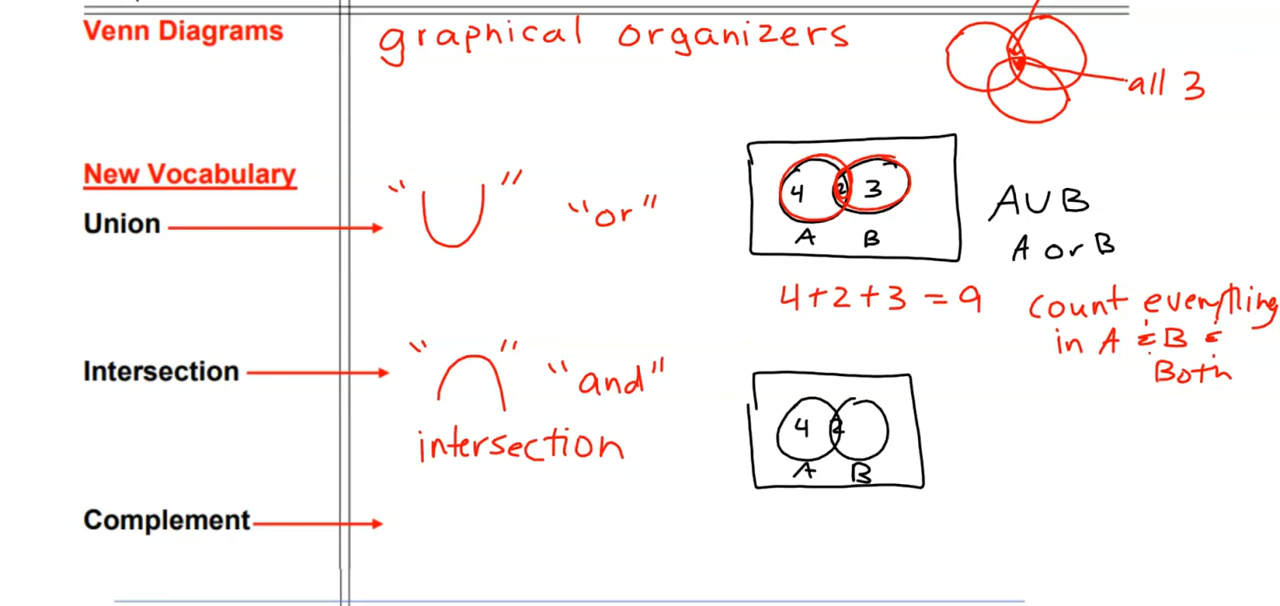 Venn Diagrams
graphical organizers
all 3
New Vocabulary
Union
"∪" "or"
4 2 3
A B
A∪B
A or B
4+2+3 = 9
count everything
in A & B &
Both
Intersection
"∩" "and"
intersection
4 2
A B
Complement